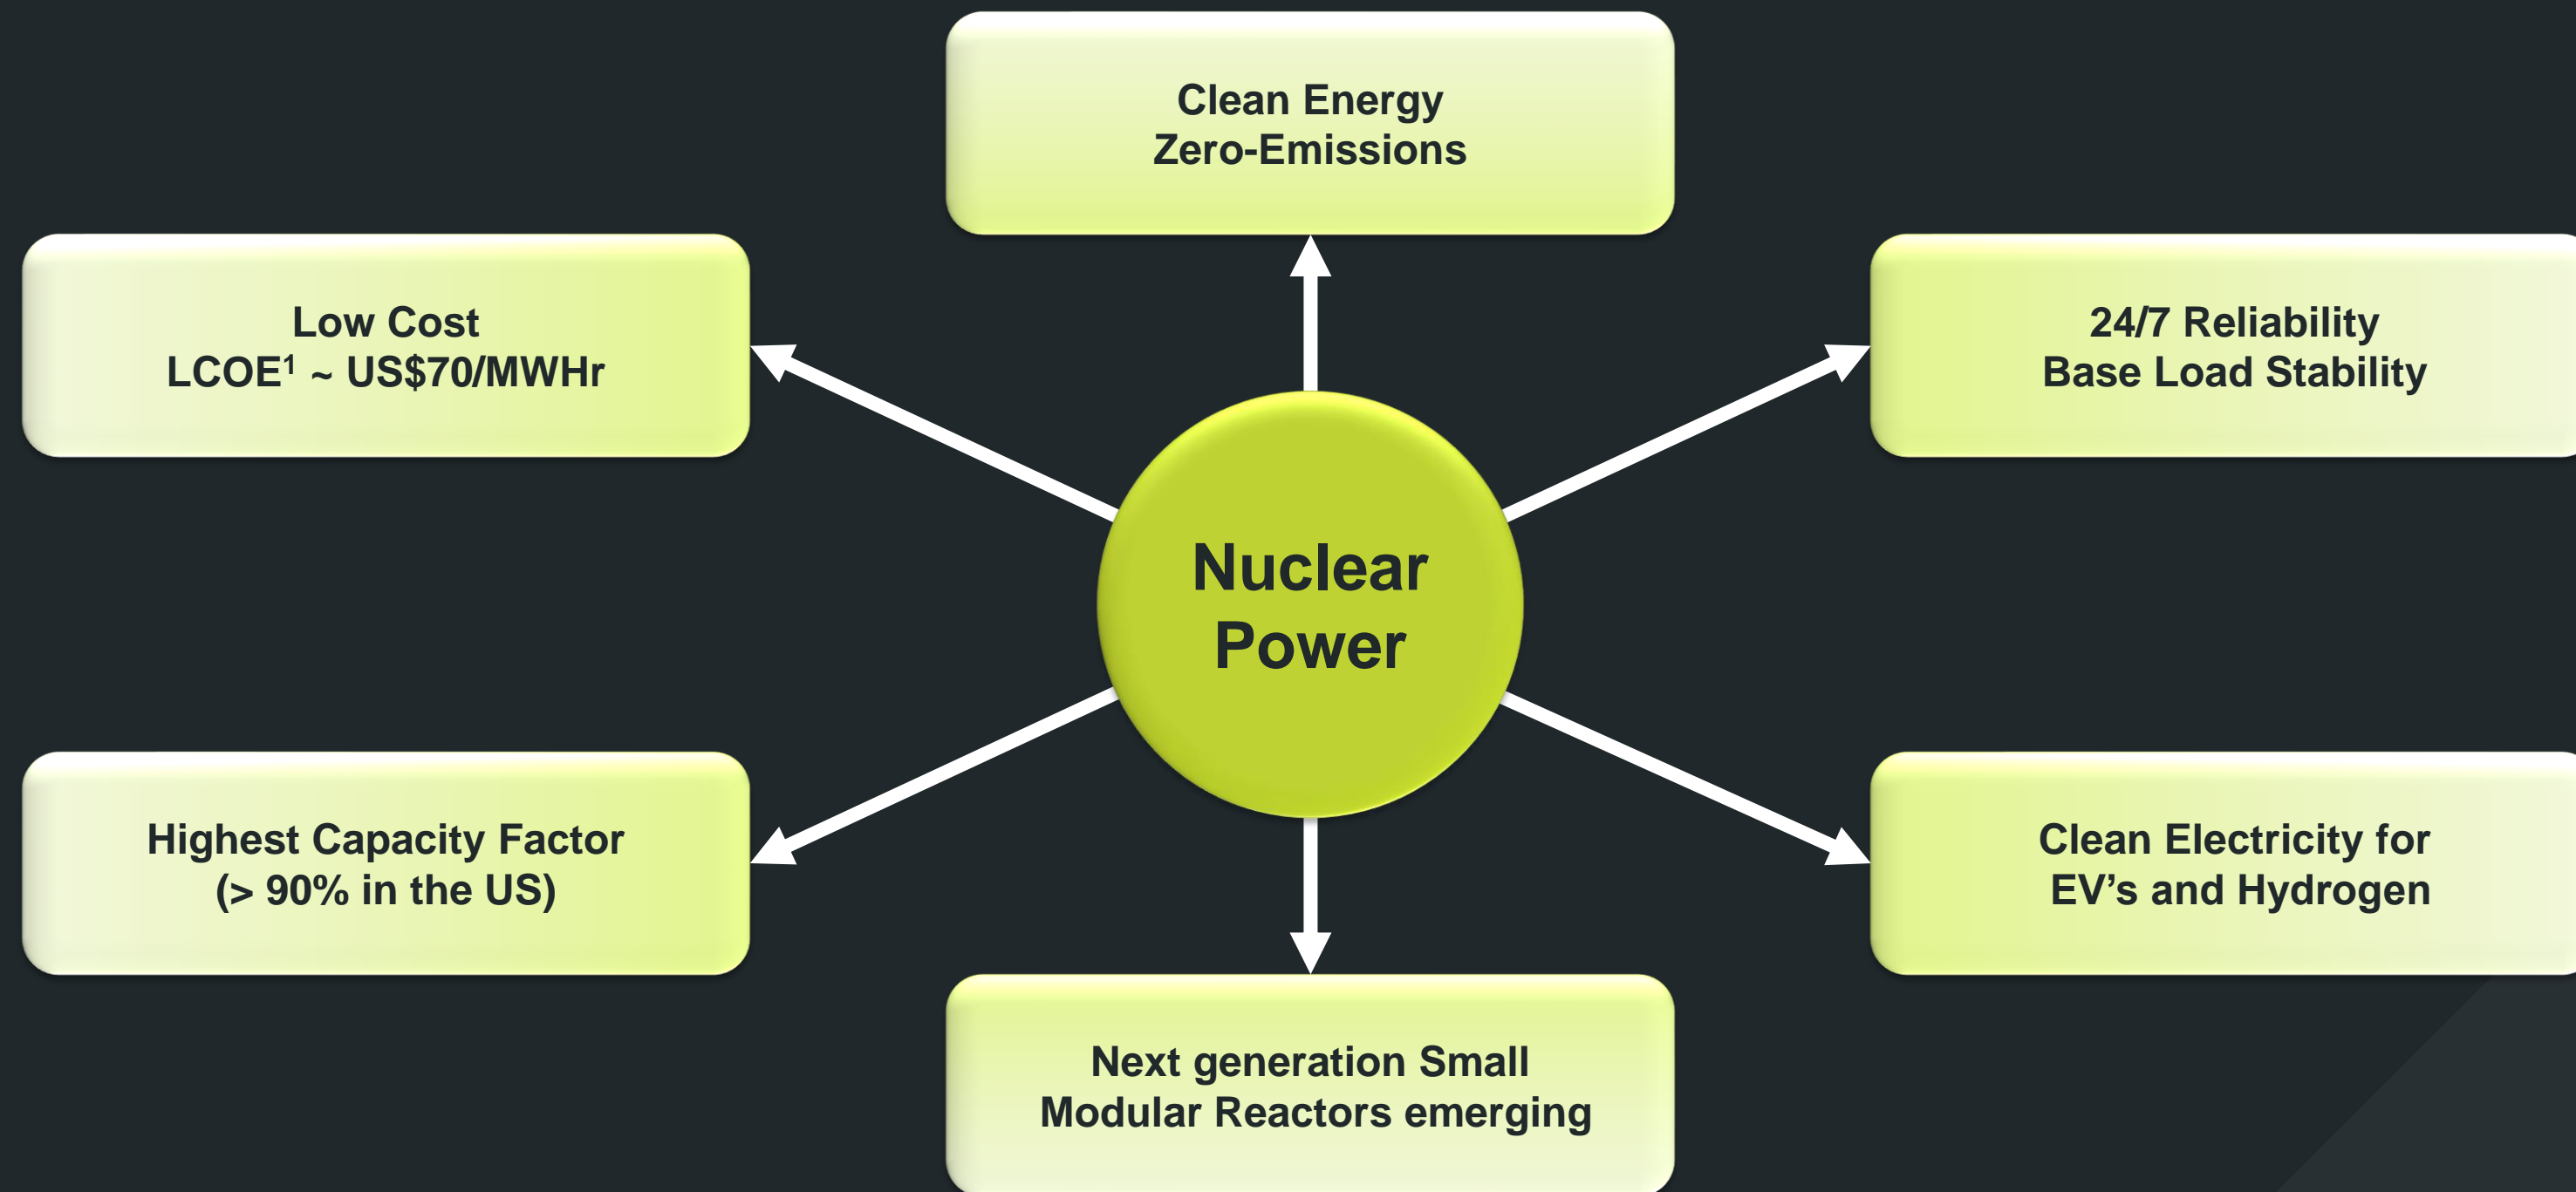 Clean Energy
Zero-Emissions
Low Cost
LCOE¹ ~ US$70/MWHr
24/7 Reliability
Base Load Stability
Nuclear
Power
Highest Capacity Factor
(> 90% in the US)
Clean Electricity for
EV’s and Hydrogen
Next generation Small
Modular Reactors emerging